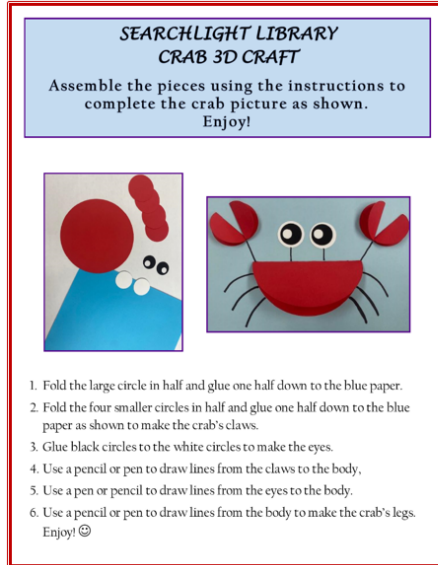 SEARCHLIGHT LIBRARY
CRAB 3D CRAFT
Assemble the pieces using the instructions to
complete the crab picture as shown.
Enjoy!
1. Fold the large circle in half and glue one half down to the blue paper.
2. Fold the four smaller circles in half and glue one half down to the blue
paper as shown to make the crab's claws.
3. Glue black circles to the white circles to make the eyes.
4. Use a pencil or pen to draw lines from the claws to the body,
5. Use a pen or pencil to draw lines from the eyes to the body.
6. Use a pencil or pen to draw lines from the body to make the crab's legs.
Enjoy! ☺